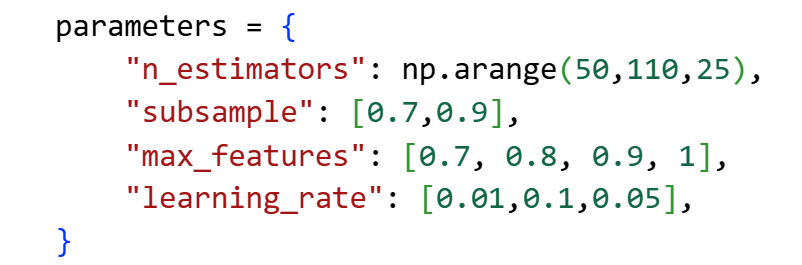 parameters = {
    "n_estimators": np.arange(50,110,25),
    "subsample": [0.7,0.9],
    "max_features": [0.7, 0.8, 0.9, 1],
    "learning_rate": [0.01,0.1,0.05],
}